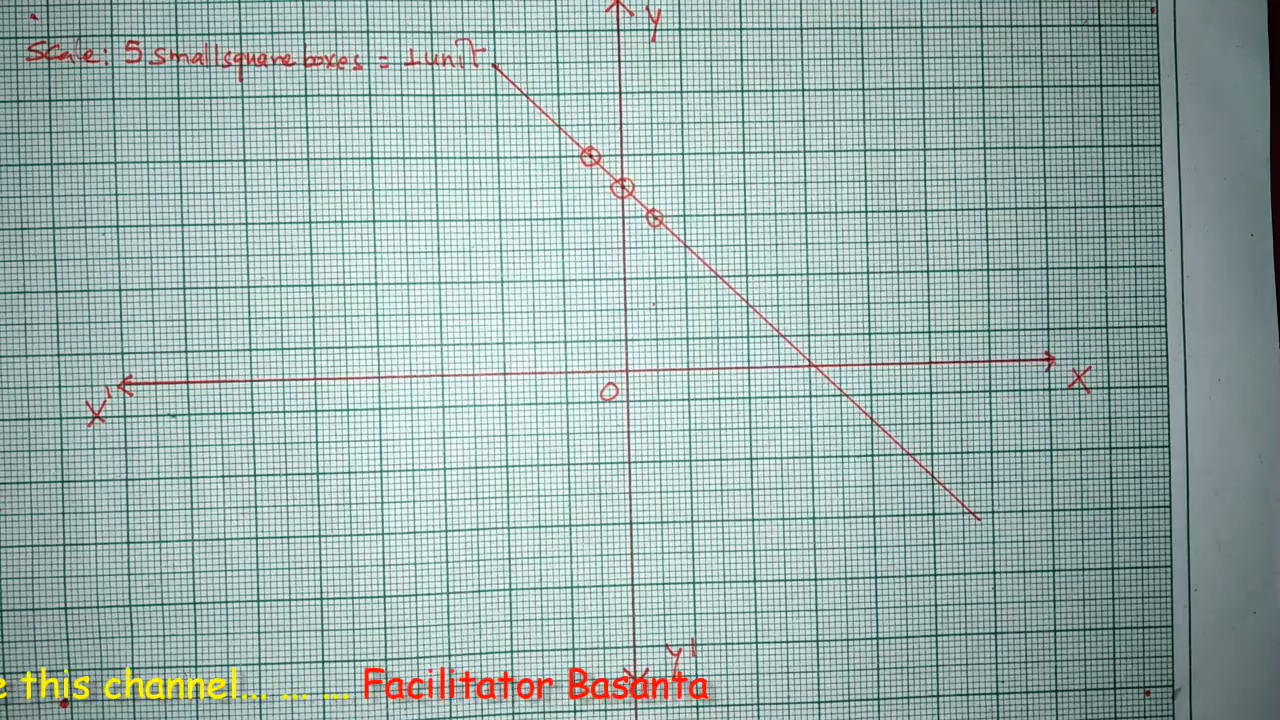 Y
Scale: 5 small square boxes = 1 unit
O
X'
X
Y'
e this channel... ... ... Facilitator Basanta